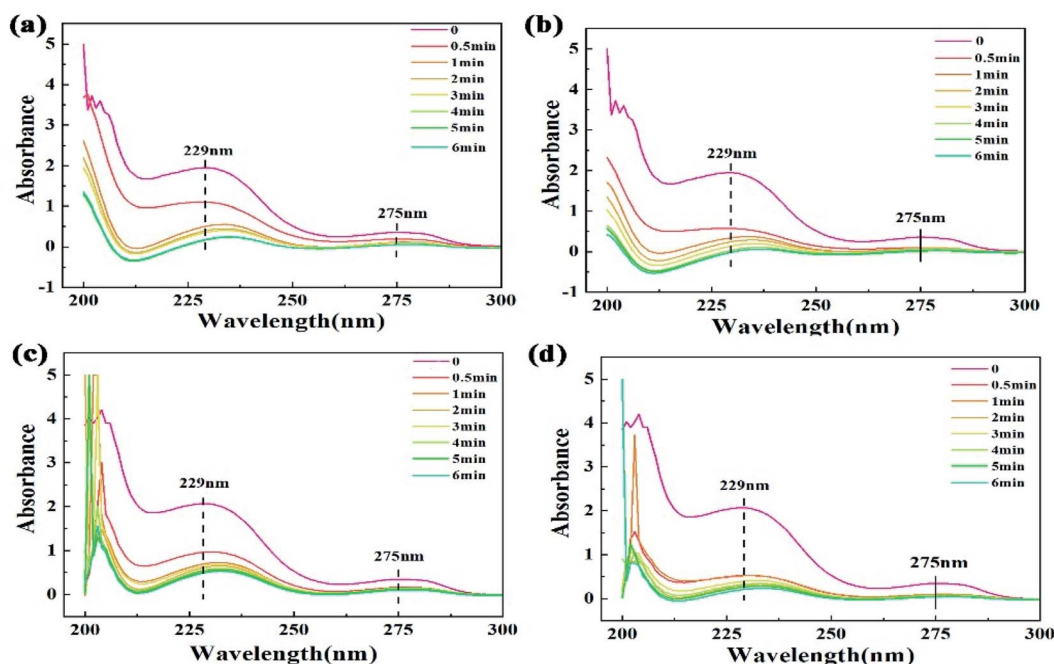 (a)
5
4
3
2
1
0
-1
Absorbance
229nm
275nm
0
0.5min
1min
2min
3min
4min
5min
6min
200
225
250
275
300
Wavelength(nm)
(b)
5
4
3
2
1
0
-1
Absorbance
229nm
275nm
0
0.5min
1min
2min
3min
4min
5min
6min
200
225
250
275
300
Wavelength(nm)
(c)
5
4
3
2
1
0
Absorbance
229nm
275nm
0
0.5min
1min
2min
3min
4min
5min
6min
200
225
250
275
300
Wavelength(nm)
(d)
5
4
3
2
1
0
Absorbance
229nm
275nm
0
0.5min
1min
2min
3min
4min
5min
6min
200
225
250
275
300
Wavelength(nm)